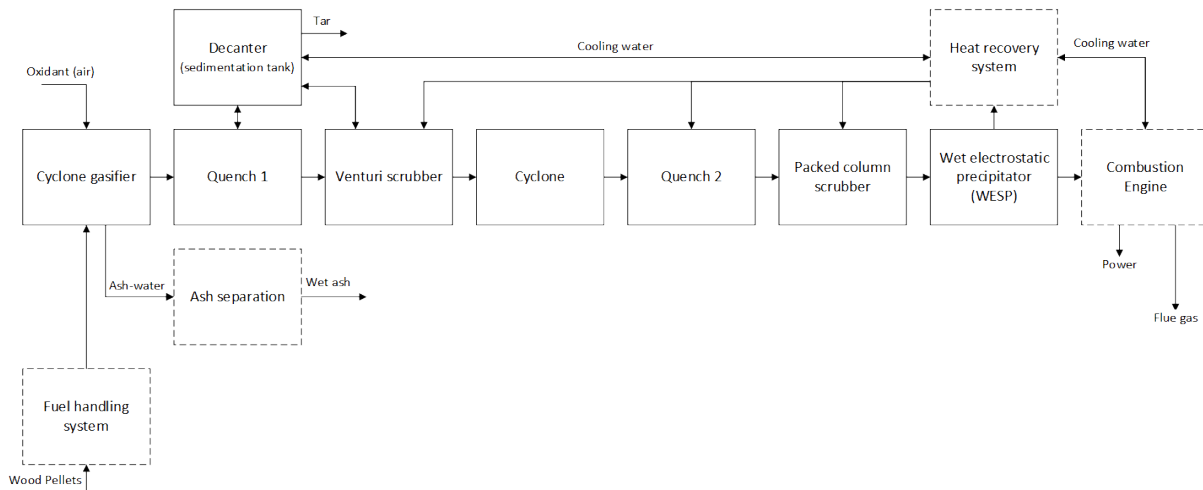 Tar
Decanter
(sedimentation tank)
Cooling water
Heat recovery
system
Cooling water
Oxidant (air)
Cyclone gasifier
Quench 1
Venturi scrubber
Cyclone
Quench 2
Packed column
scrubber
Wet electrostatic
precipitator
(WESP)
Combustion
Engine
Ash-water
Ash separation
Wet ash
Power
Flue gas
Fuel handling
system
Wood Pellets